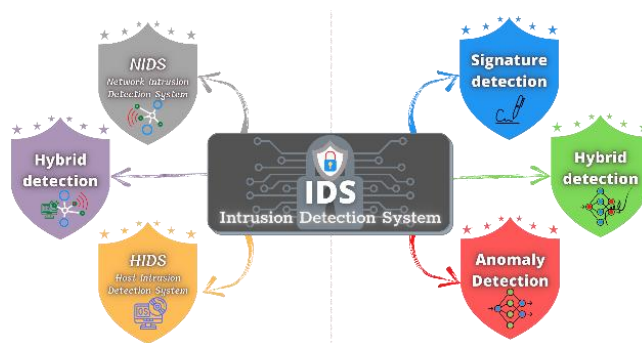 NIDS
Network Intrusion
Detection System
Hybrid
detection
HIDS
Host Intrusion
Detection System
OS
IDS
Intrusion Detection System
Signature
detection
Hybrid
detection
Anomaly
Detection